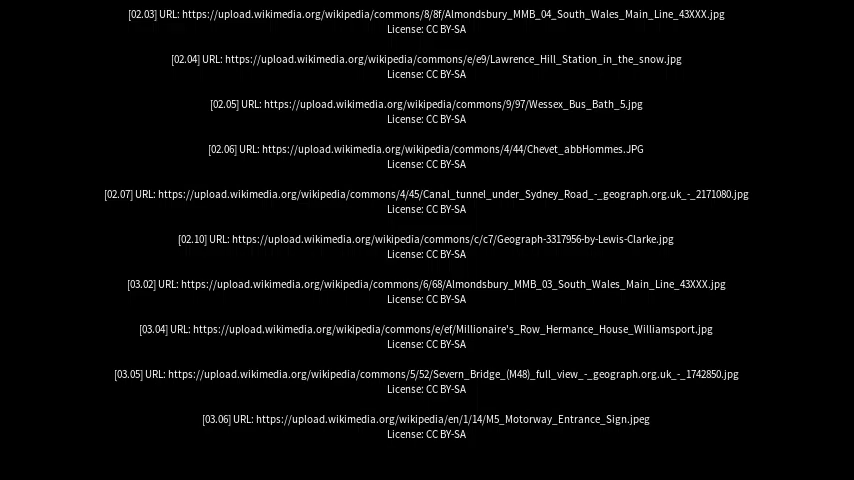 [02.03] URL: https://upload.wikimedia.org/wikipedia/commons/8/8f/Almondsbury_MMB_04_South_Wales_Main_Line_43XXX.jpg
License: CC BY-SA
[02.04] URL: https://upload.wikimedia.org/wikipedia/commons/e/e9/Lawrence_Hill_Station_in_the_snow.jpg
License: CC BY-SA
[02.05] URL: https://upload.wikimedia.org/wikipedia/commons/9/97/Wessex_Bus_Bath_5.jpg
License: CC BY-SA
[02.06] URL: https://upload.wikimedia.org/wikipedia/commons/4/44/Chevet_abbHommes.JPG
License: CC BY-SA
[02.07] URL: https://upload.wikimedia.org/wikipedia/commons/4/45/Canal_tunnel_under_Sydney_Road_-_geograph.org.uk_-_2171080.jpg
License: CC BY-SA
[02.10] URL: https://upload.wikimedia.org/wikipedia/commons/c/c7/Geograph-3317956-by-Lewis-Clarke.jpg
License: CC BY-SA
[03.02] URL: https://upload.wikimedia.org/wikipedia/commons/6/68/Almondsbury_MMB_03_South_Wales_Main_Line_43XXX.jpg
License: CC BY-SA
[03.04] URL: https://upload.wikimedia.org/wikipedia/commons/e/ef/Millionaire's_Row_Hermance_House_Williamsport.jpg
License: CC BY-SA
[03.05] URL: https://upload.wikimedia.org/wikipedia/commons/5/52/Severn_Bridge_(M48)_full_view_-_geograph.org.uk_-_1742850.jpg
License: CC BY-SA
[03.06] URL: https://upload.wikimedia.org/wikipedia/en/1/14/M5_Motorway_Entrance_Sign.jpeg
License: CC BY-SA